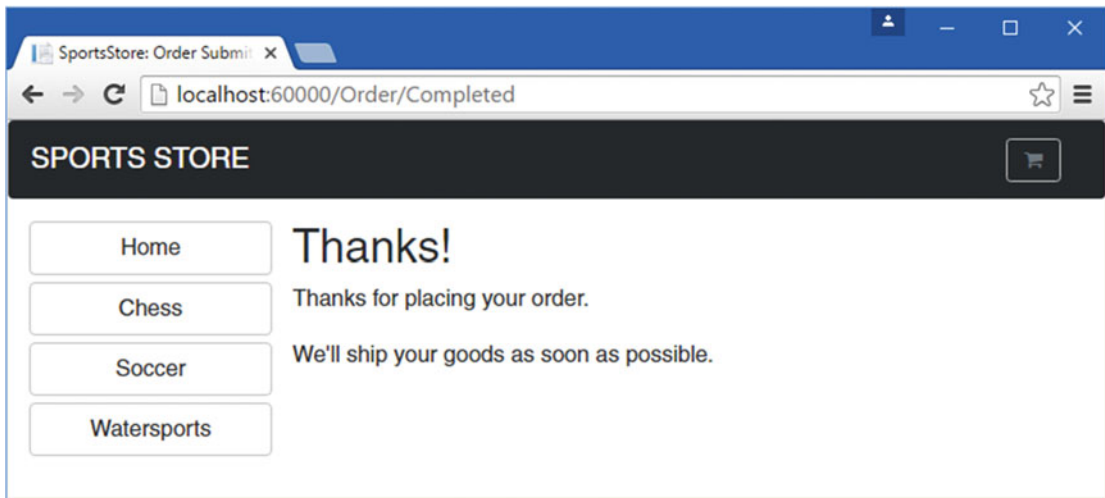 SportsStore: Order Submit
localhost:60000/Order/Completed
SPORTS STORE
Home
Chess
Soccer
Watersports
Thanks!
Thanks for placing your order.
We'll ship your goods as soon as possible.